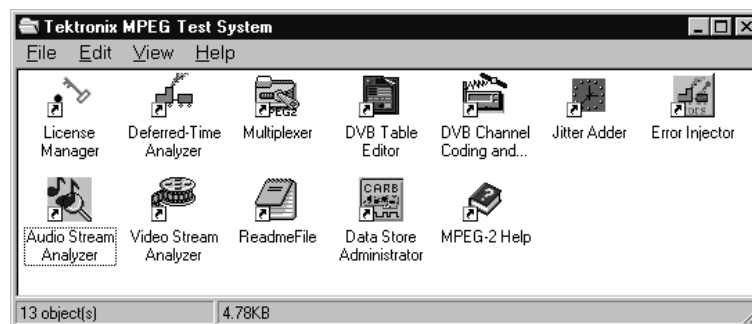 Tektronix MPEG Test System
File Edit View Help
License Manager
Deferred-Time Analyzer
MPEG2
Multiplexer
DVB Table Editor
DVB Channel Coding and...
Jitter Adder
Error Injector
Audio Stream Analyzer
Video Stream Analyzer
ReadmeFile
CARB
Data Store Administrator
MPEG-2 Help
13 object(s)
4.78KB